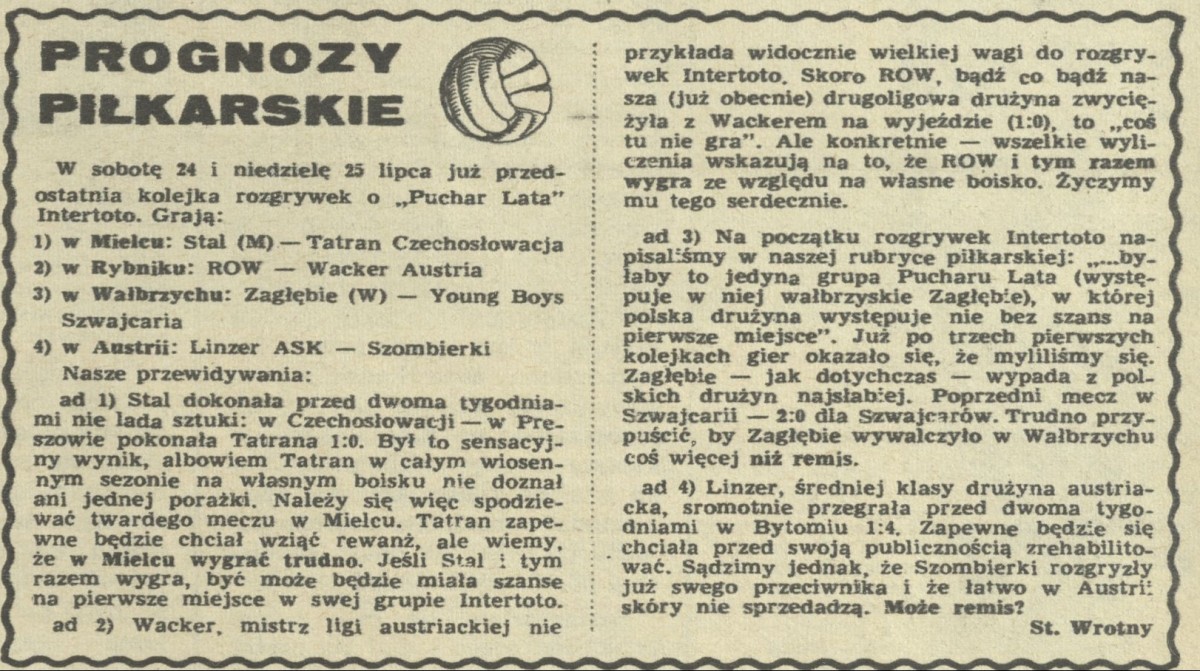 PROGNOZY
PIŁKARSKIE
W sobotę 24 i niedzielę 25 lipca już przed-
ostatnia kolejka rozgrywek o „Puchar Lata”
Intertoto. Grają:
1) w Mielcu: Stal (M) — Tatran Czechosłowacja
2) w Rybniku: ROW — Wacker Austria
3) w Wałbrzychu: Zagłębie (W) — Young Boys
Szwajcaria
4) w Austrii: Linzer ASK — Szombierki
Nasze przewidywania:
ad 1) Stal dokonała przed dwoma tygodnia-
mi nie lada sztuki: w Czechosłowacji — w Pre-
szowie pokonała Tatrana 1:0. Był to sensacyj-
ny wynik, albowiem Tatran w całym wiosen-
nym sezonie na własnym boisku nie doznał
ani jednej porażki. Należy się więc spodzie-
wać twardego meczu w Mielcu. Tatran zape-
wne będzie chciał wziąć rewanż, ale wiemy,
że w Mielcu wygrać trudno. Jeśli Stal i tym
razem wygra, być może będzie miała szanse
na pierwsze miejsce w swej grupie Intertoto.
ad 2) Wacker, mistrz ligi austriackiej nie
przykłada widocznie wielkiej wagi do rozgry-
wek Intertoto. Skoro ROW, bądź co bądź na-
sza (już obecnie) drugoligowa drużyna zwycię-
żyła z Wackerem na wyjeździe (1:0), to „coś
tu nie gra”. Ale konkretnie — wszelkie wyli-
czenia wskazują na to, że ROW i tym razem
wygra ze względu na własne boisko. Życzymy
mu tego serdecznie.
ad 3) Na początku rozgrywek Intertoto na-
pisaliśmy w naszej rubryce piłkarskiej: „...by-
łaby to jedyna grupa Pucharu Lata (wystę-
puje w niej wałbrzyskie Zagłębie), w której
polska drużyna występuje nie bez szans na
pierwsze miejsce”. Już po trzech pierwszych
kolejkach gier okazało się, że myliliśmy się.
Zagłębie — jak dotychczas — wypada z pol-
skich drużyn najsłabiej. Poprzedni mecz w
Szwajcarii — 2:0 dla Szwajcarów. Trudno przy-
puścić, by Zagłębie wywalczyło w Wałbrzychu
coś więcej niż remis.
ad 4) Linzer, średniej klasy drużyna austria-
cka, sromotnie przegrała przed dwoma tygo-
dniami w Bytomiu 1:4. Zapewne będzie się
chciała przed swoją publicznością zrehabilito-
wać. Sądzimy jednak, że Szombierki rozgryzły
już swego przeciwnika i że łatwo w Austrii
skóry nie sprzedadzą. Może remis?
St. Wrotny